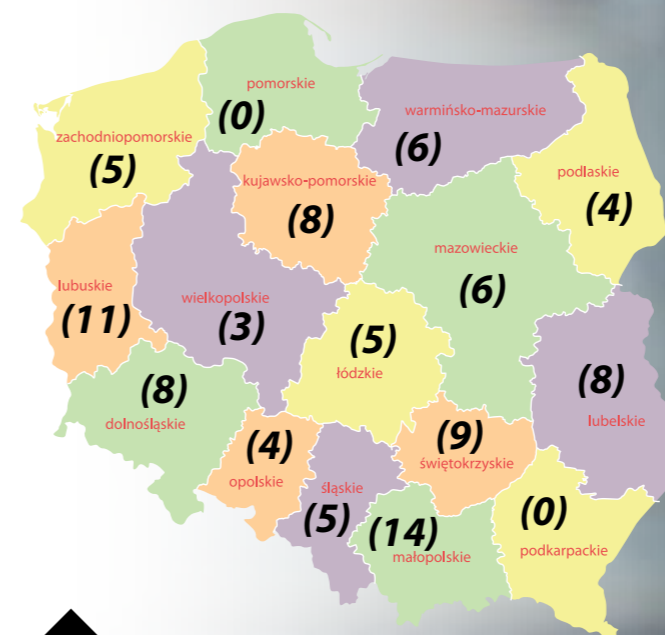 pomorskie
(0)
warmińsko-mazurskie
(6)
zachodniopomorskie
(5)
kujawsko-pomorskie
(8)
podlaskie
(4)
mazowieckie
(6)
lubuskie
(11)
wielkopolskie
(3)
(5)
łódzkie
(8)
lubelskie
(8)
dolnośląskie
(4)
opolskie
(9)
świętokrzyskie
śląskie
(5)
(14)
małopolskie
(0)
podkarpackie